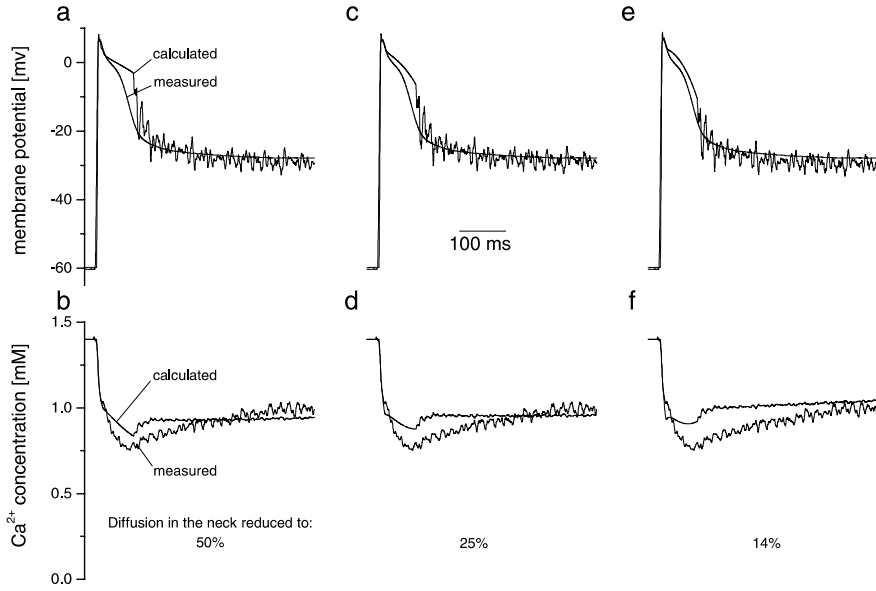 a
c
e
membrane potential [mv]
0
-20
-40
-60
calculated
measured
100 ms
b
d
f
Ca2+ concentration [mM]
1.5
1.0
0.5
0.0
calculated
measured
Diffusion in the neck reduced to:
50%
25%
14%